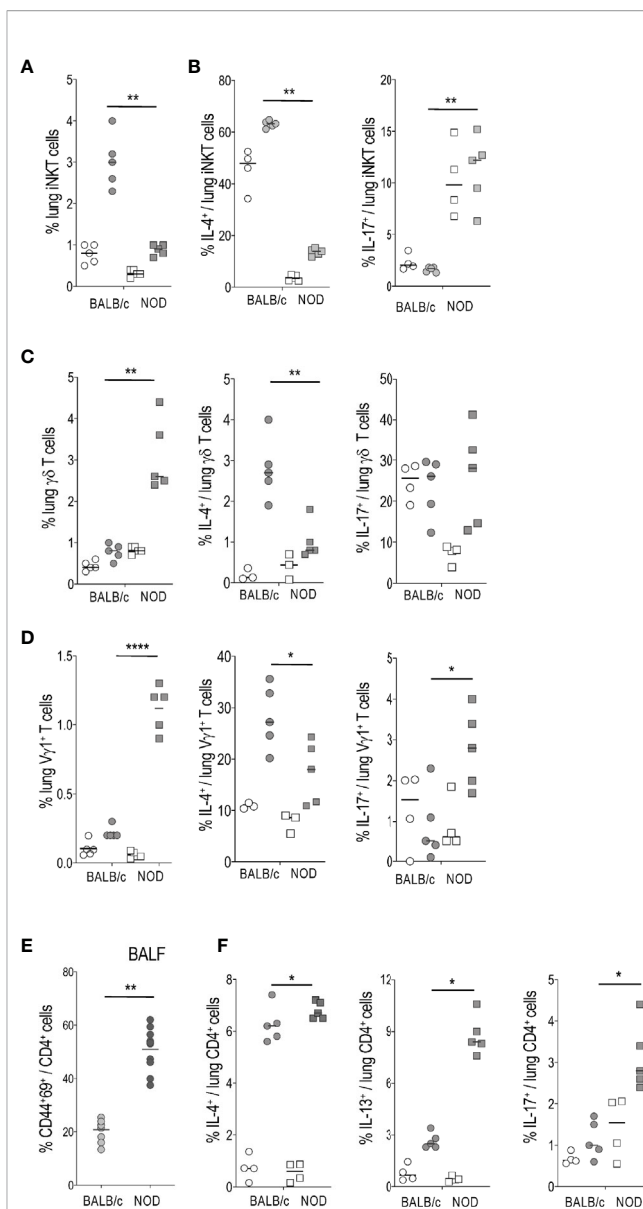 A
B
5
4
3
2
1
0
% lung iNKT cells
**
BALB/c NOD
80
60
40
20
0
% IL-4⁺ / lung iNKT cells
**
BALB/c NOD
20
15
10
5
0
% IL-17⁺ / lung iNKT cells
**
BALB/c NOD
C
5
4
3
2
1
0
% lung γδ T cells
**
BALB/c NOD
5
4
3
2
1
0
% IL-4⁺ / lung γδ T cells
**
BALB/c NOD
50
40
30
20
10
0
% IL-17⁺ / lung γδ T cells
BALB/c NOD
D
1.5
1.0
0.5
0.0
% lung Vγ1⁺ T cells
****
BALB/c NOD
40
30
20
10
0
% IL-4⁺ / lung Vγ1⁺ T cells
*
BALB/c NOD
5
4
3
2
1
0
% IL-17⁺ / lung Vγ1⁺ T cells
*
BALB/c NOD
E
BALF
F
80
60
40
20
0
% CD44⁺69⁺ / CD4⁺ cells
**
BALB/c NOD
8
6
4
2
0
% IL-4⁺ / lung CD4⁺ cells
*
BALB/c NOD
12
9
6
3
0
% IL-13⁺ / lung CD4⁺ cells
*
BALB/c NOD
5
4
3
2
1
0
% IL-17⁺ / lung CD4⁺ cells
*
BALB/c NOD